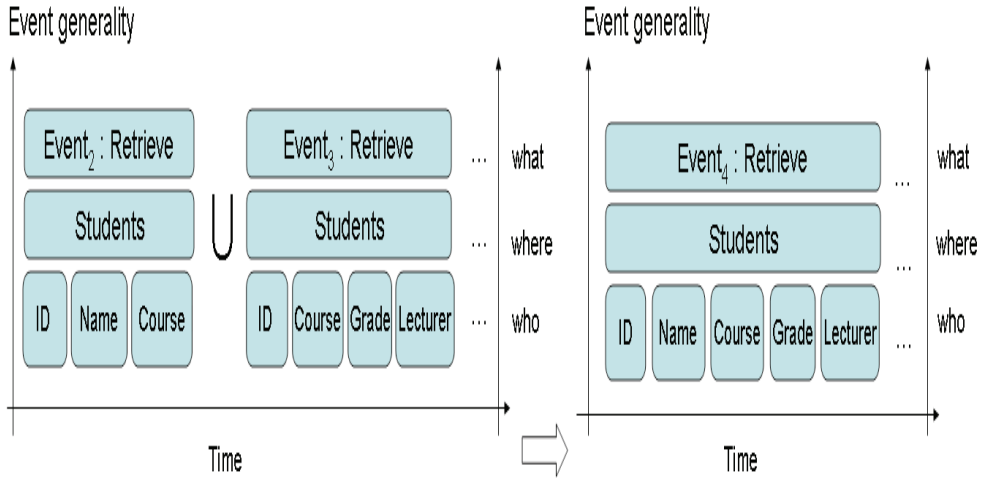 Event generality
Event2 : Retrieve
Students
ID Name Course
∪
Event3 : Retrieve
Students
ID Course Grade Lecturer
... what
... where
... who
Time
Event generality
Event4 : Retrieve
Students
ID Name Course Grade Lecturer
... what
... where
... who
Time